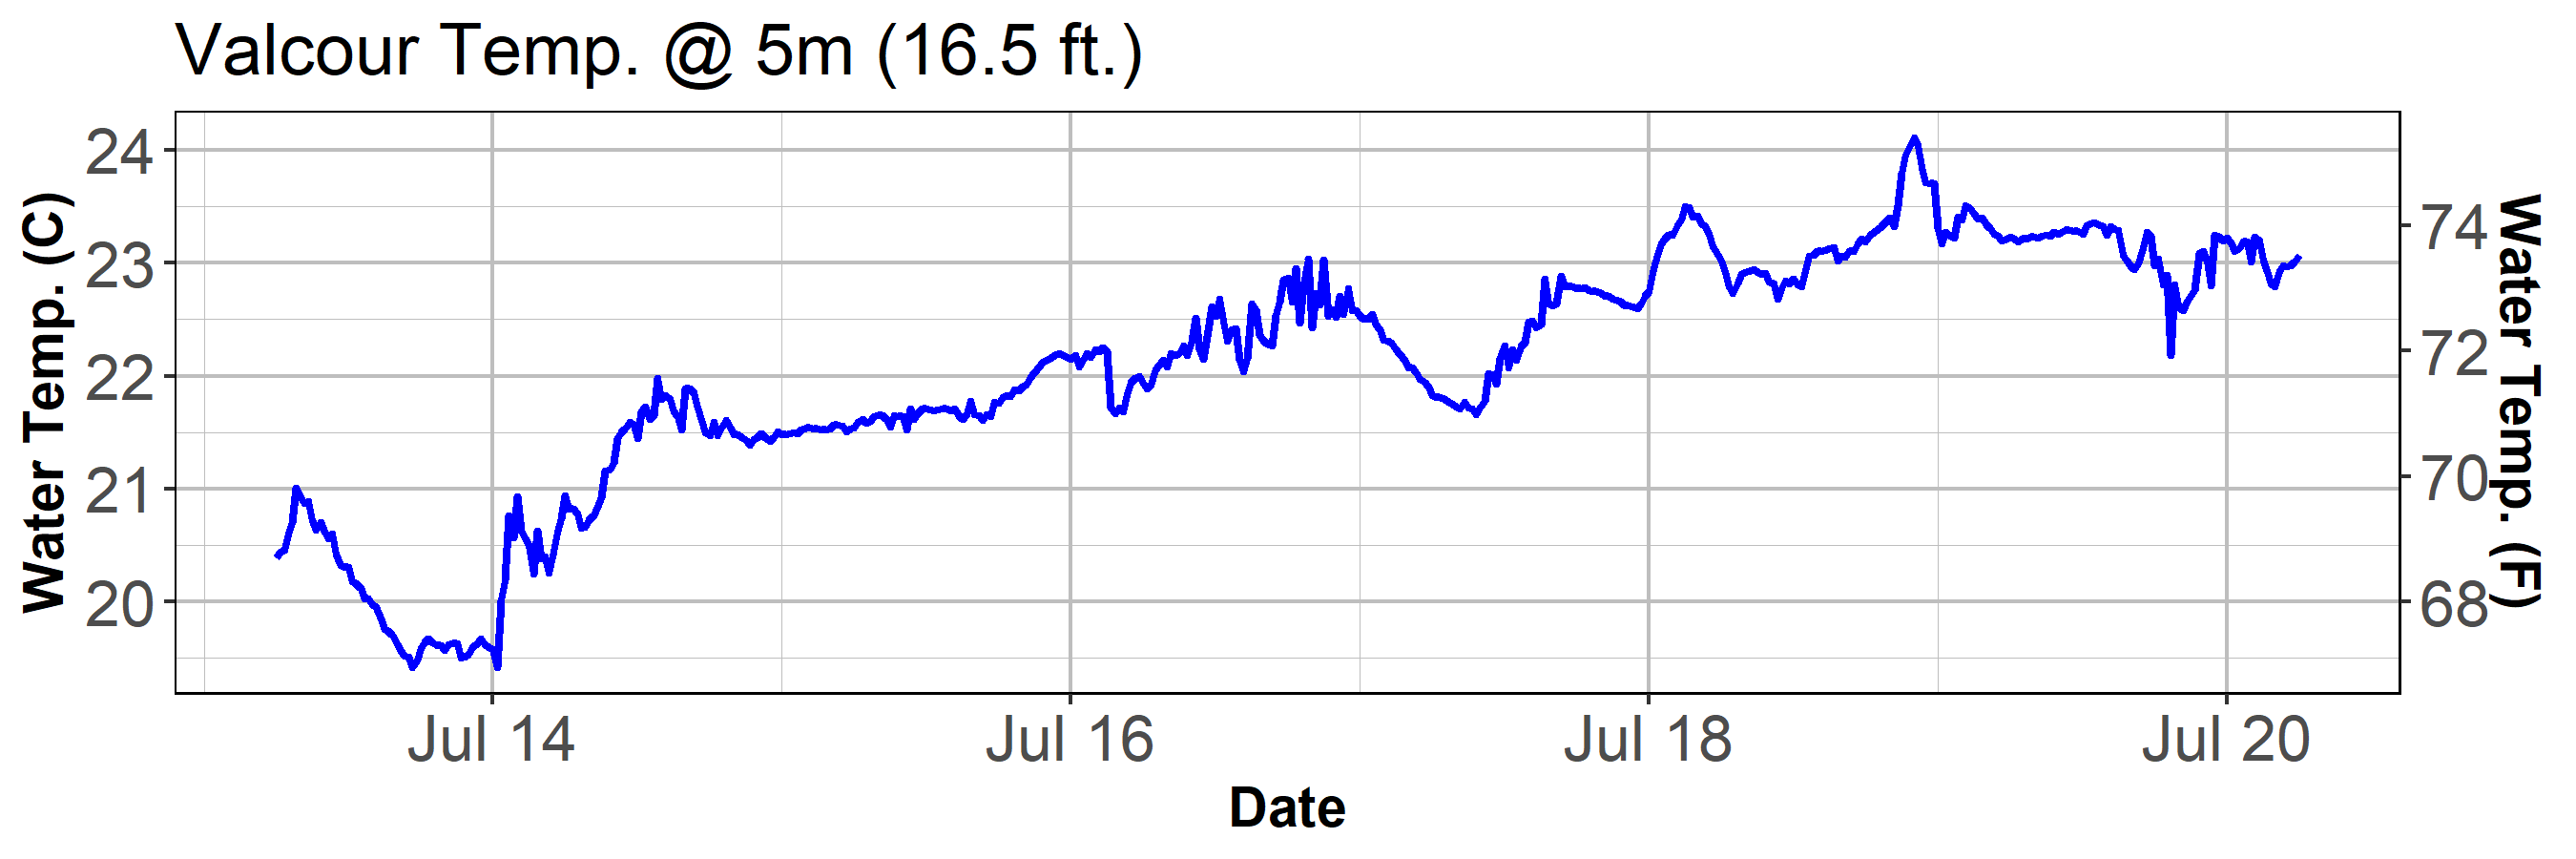 Valcour Temp. @ 5m (16.5 ft.)
Water Temp. (C)
24
23
22
21
20
74
72
70
68
Water Temp. (F)
Jul 14
Jul 16
Jul 18
Jul 20
Date